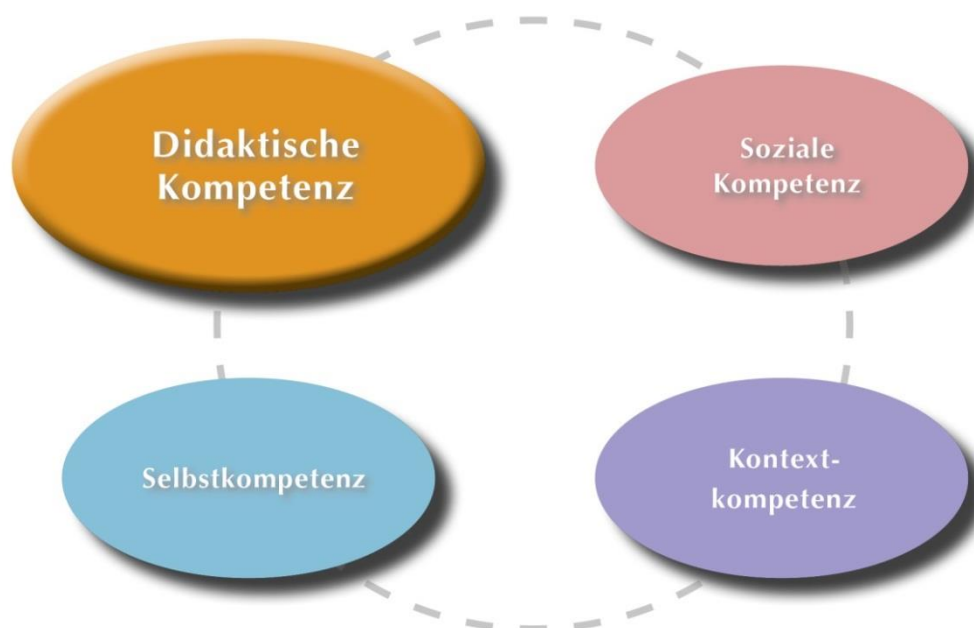 Didaktische
Kompetenz
Soziale
Kompetenz
Selbstkompetenz
Kontext-
kompetenz